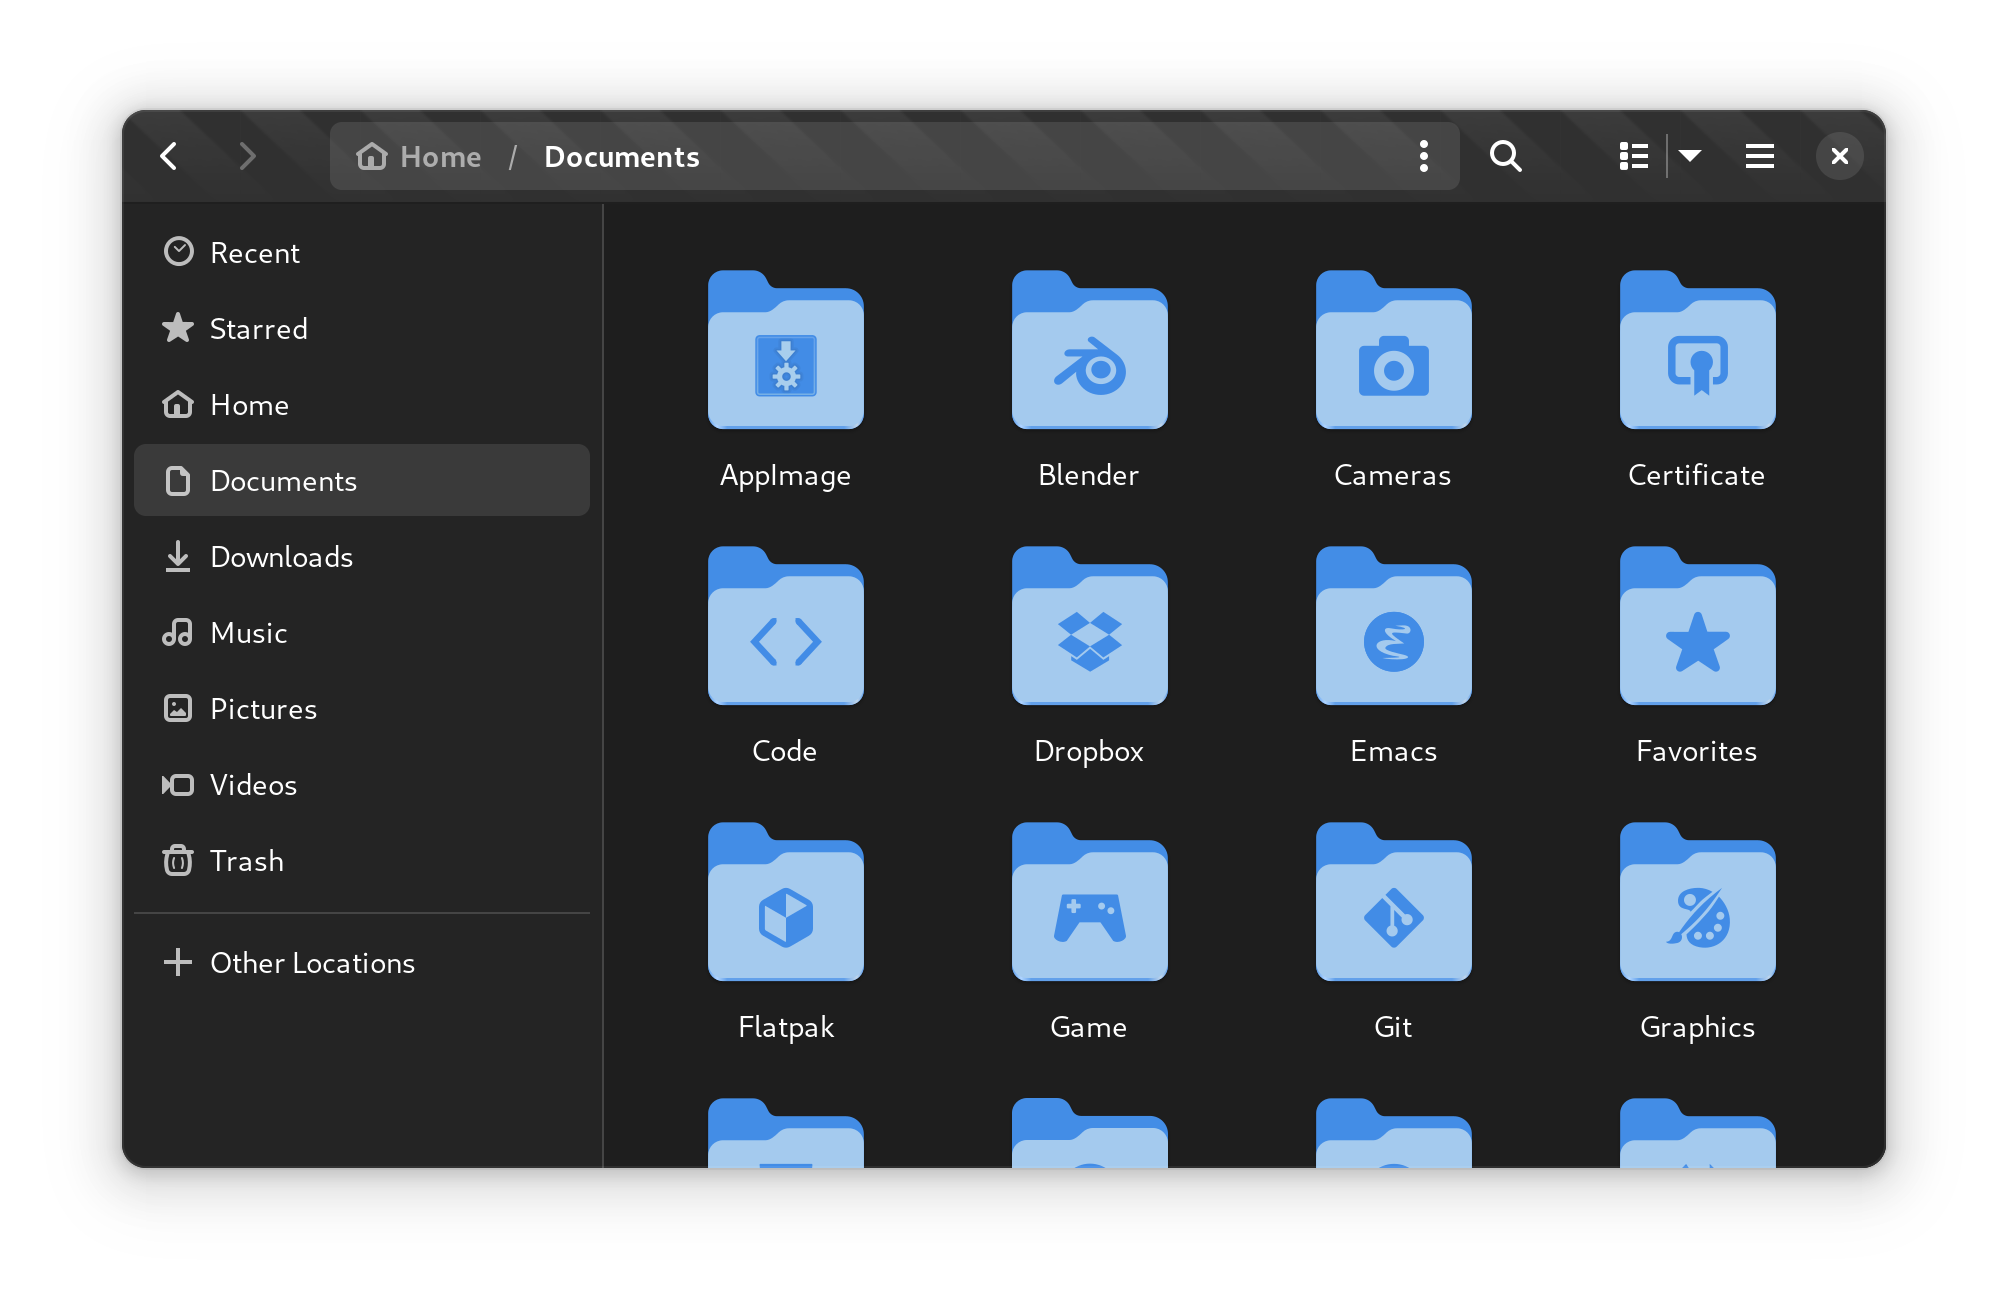 Home / Documents
Recent
Starred
Home
Documents
Downloads
Music
Pictures
Videos
Trash
Other Locations
AppImage Blender Cameras Certificate
Code Dropbox Emacs Favorites
Flatpak Game Git Graphics